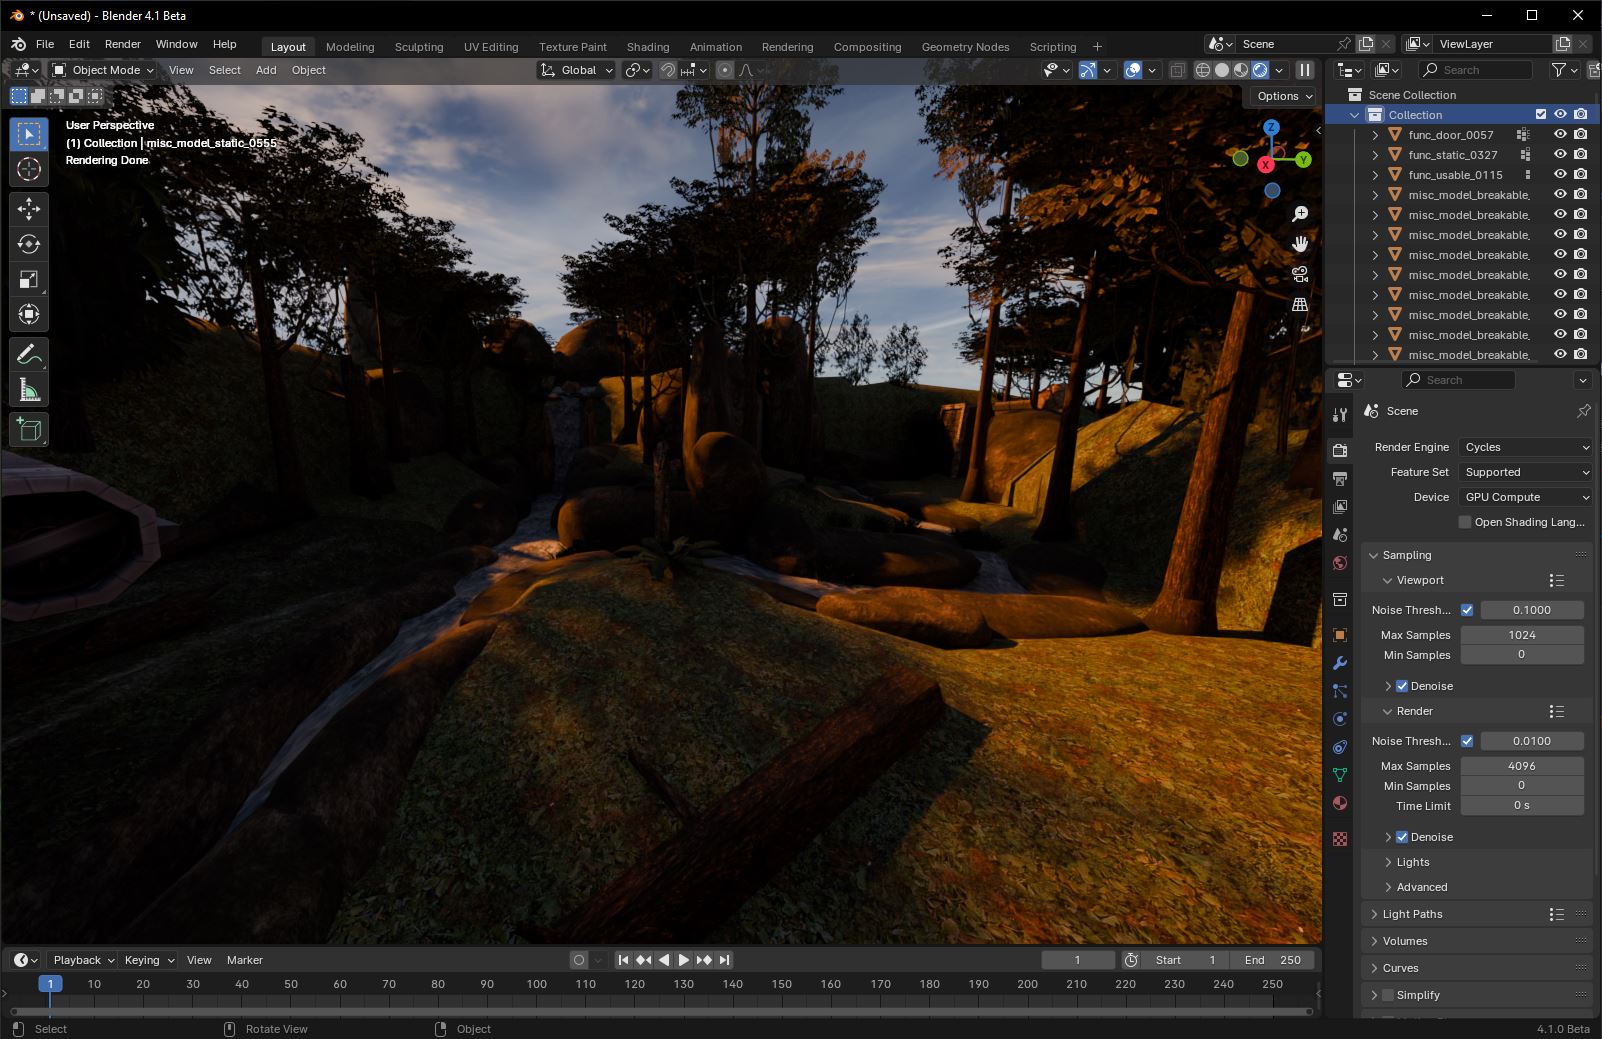 * (Unsaved) - Blender 4.1 Beta
File Edit Render Window Help Layout Modeling Sculpting UV Editing Texture Paint Shading Animation Rendering Compositing Geometry Nodes Scripting + Scene ViewLayer
Object Mode View Select Add Object Global Search
Options
User Perspective
(1) Collection | misc_model_static_0555
Rendering Done
Z
Y
X
Scene Collection
Collection
func_door_0057
func_static_0327
func_usable_0115
misc_model_breakable_
misc_model_breakable_
misc_model_breakable_
misc_model_breakable_
misc_model_breakable_
misc_model_breakable_
misc_model_breakable_
misc_model_breakable_
misc_model_breakable_
Search
Scene
Render Engine Cycles
Feature Set Supported
Device GPU Compute
Open Shading Lang...
Sampling
Viewport
Noise Thresh... 0.1000
Max Samples 1024
Min Samples 0
Denoise
Render
Noise Thresh... 0.0100
Max Samples 4096
Min Samples 0
Time Limit 0 s
Denoise
Lights
Advanced
Light Paths
Volumes
Curves
Simplify
Playback Keying View Marker 1 Start 1 End 250
1 10 20 30 40 50 60 70 80 90 100 110 120 130 140 150 160 170 180 190 200 210 220 230 240 250
Select Rotate View Object 4.1.0 Beta